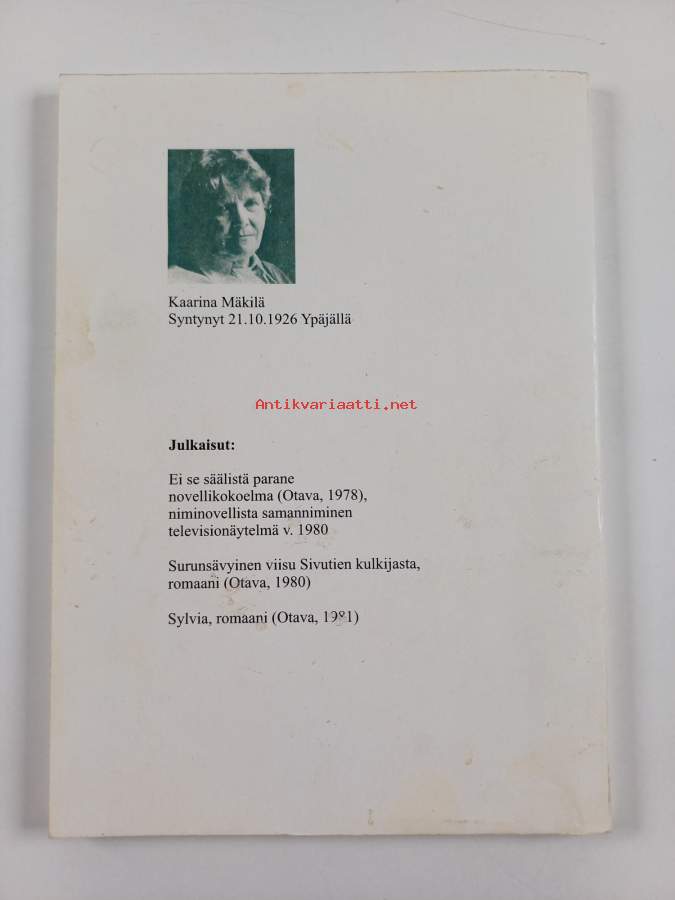 Kaarina Mäkilä
Syntynyt 21.10.1926 Ypäjällä
Antikvariaatti.net
Julkaisut:
Ei se säälistä parane
novellikokoelma (Otava, 1978),
niminovellista samanniminen
televisionäytelmä v. 1980
Surunsävyinen viisu Sivutien kulkijasta,
romaani (Otava, 1980)
Sylvia, romaani (Otava, 1981)